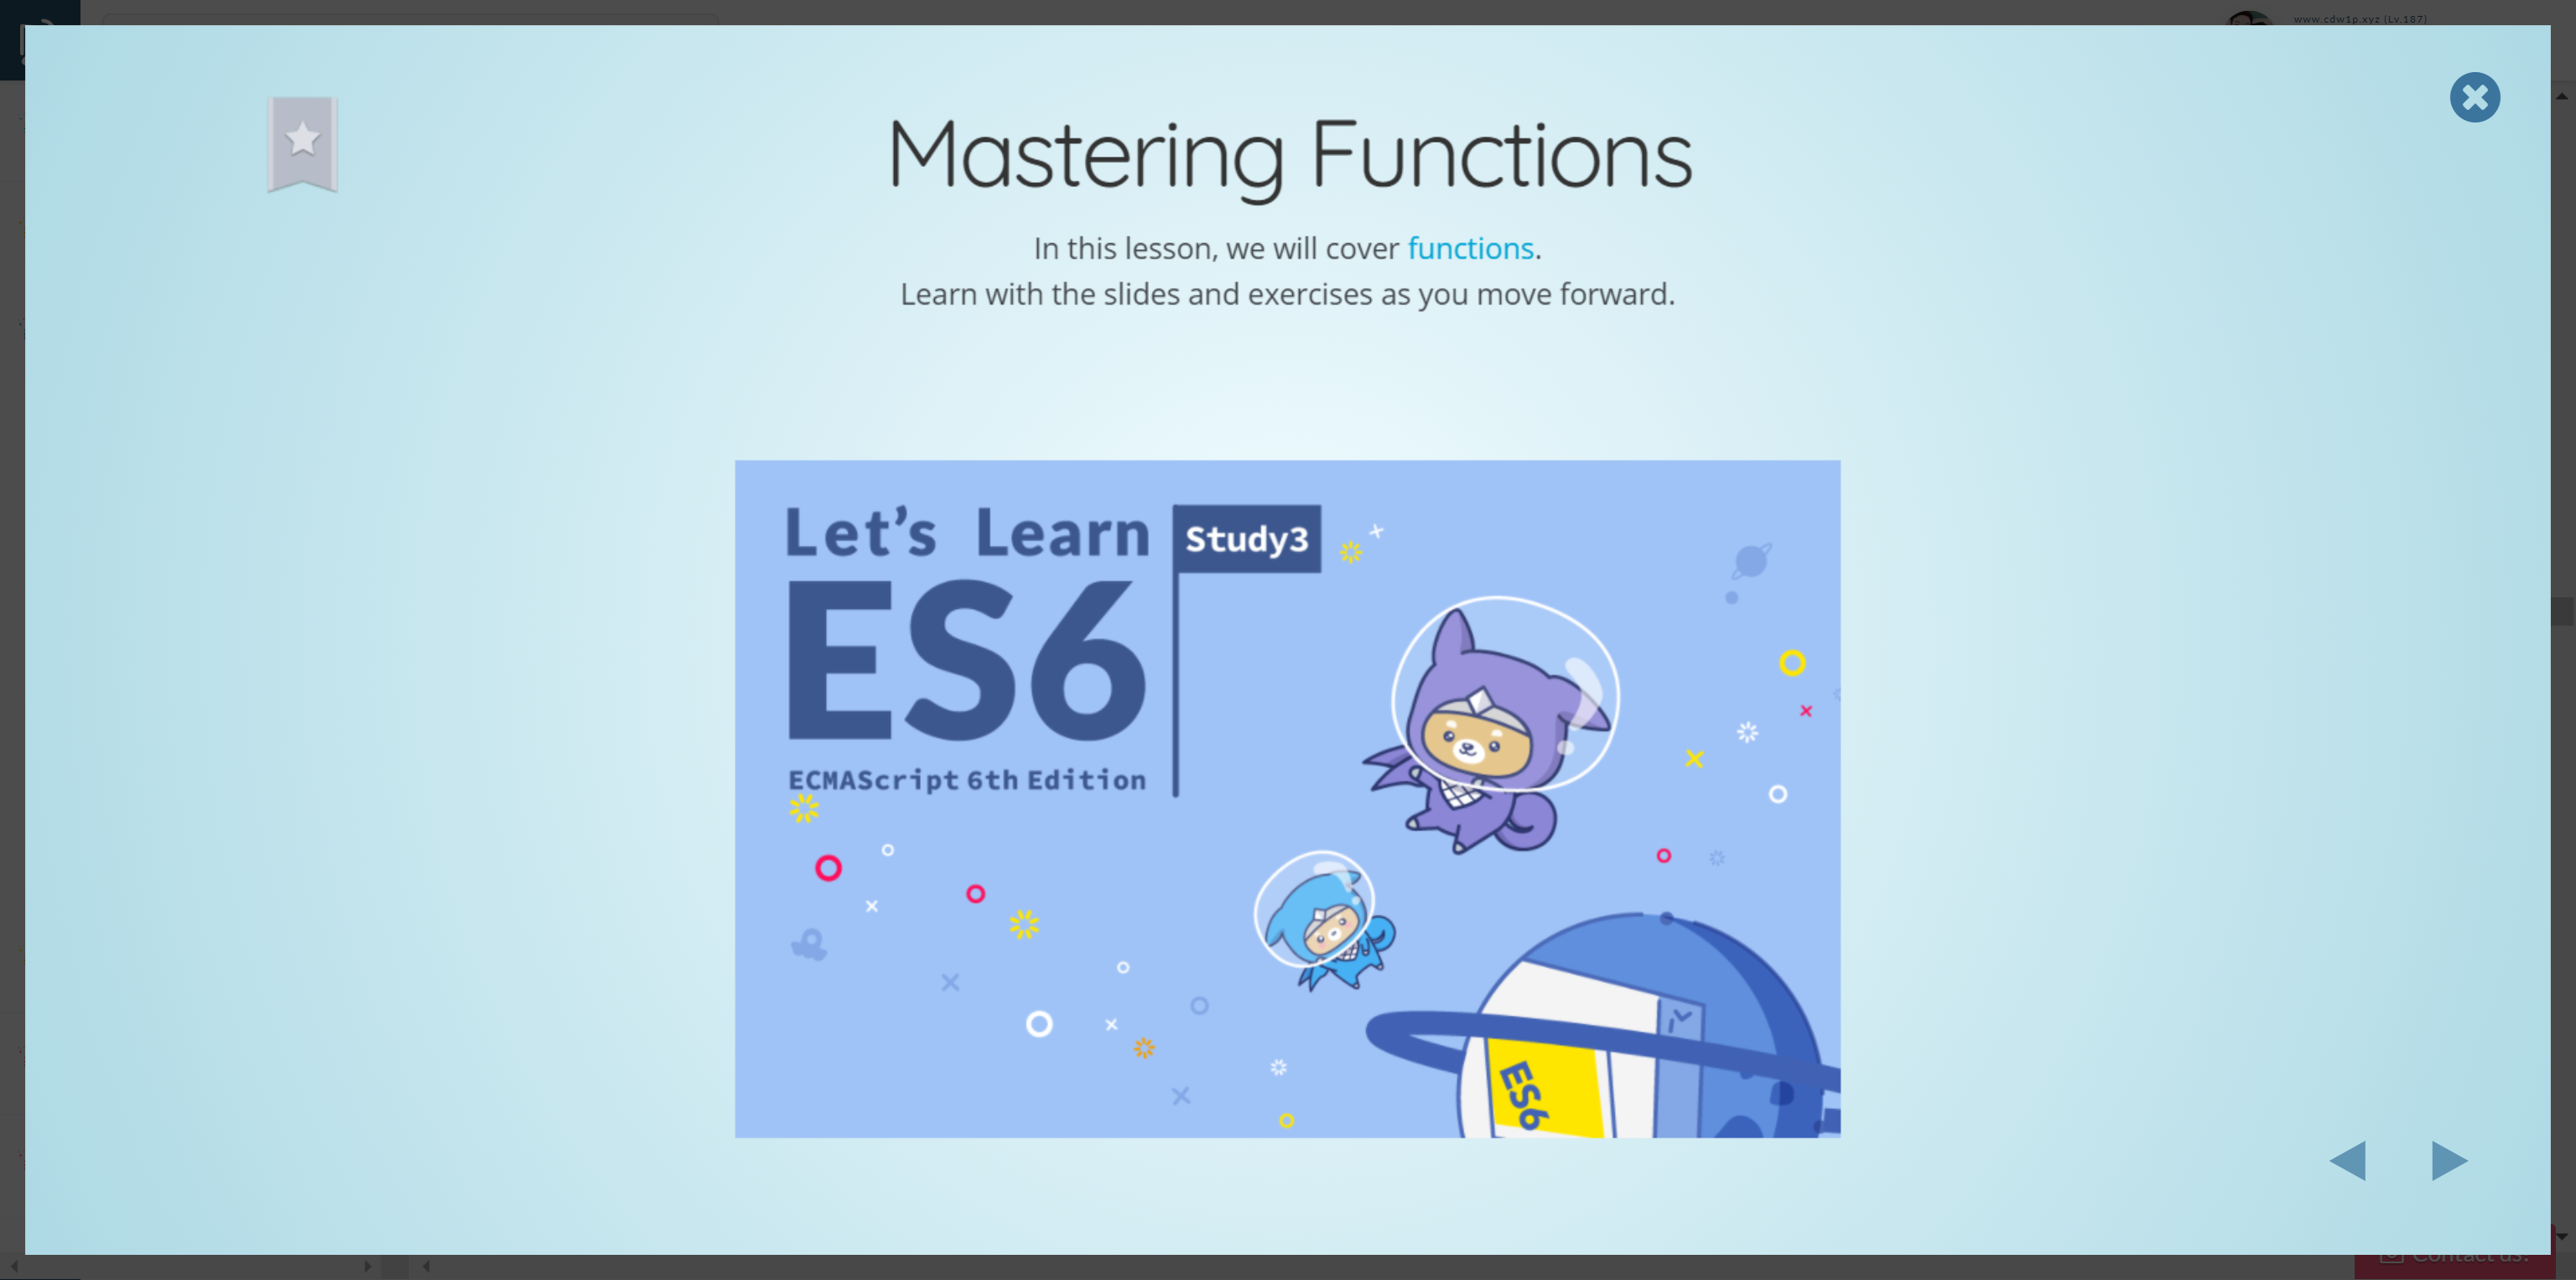 www.cdw1p.xyz (Lv.187)
Mastering Functions
In this lesson, we will cover functions.
Learn with the slides and exercises as you move forward.
Let's Learn
Study3
ES6
ECMAScript 6th Edition
ES6
Contact us!